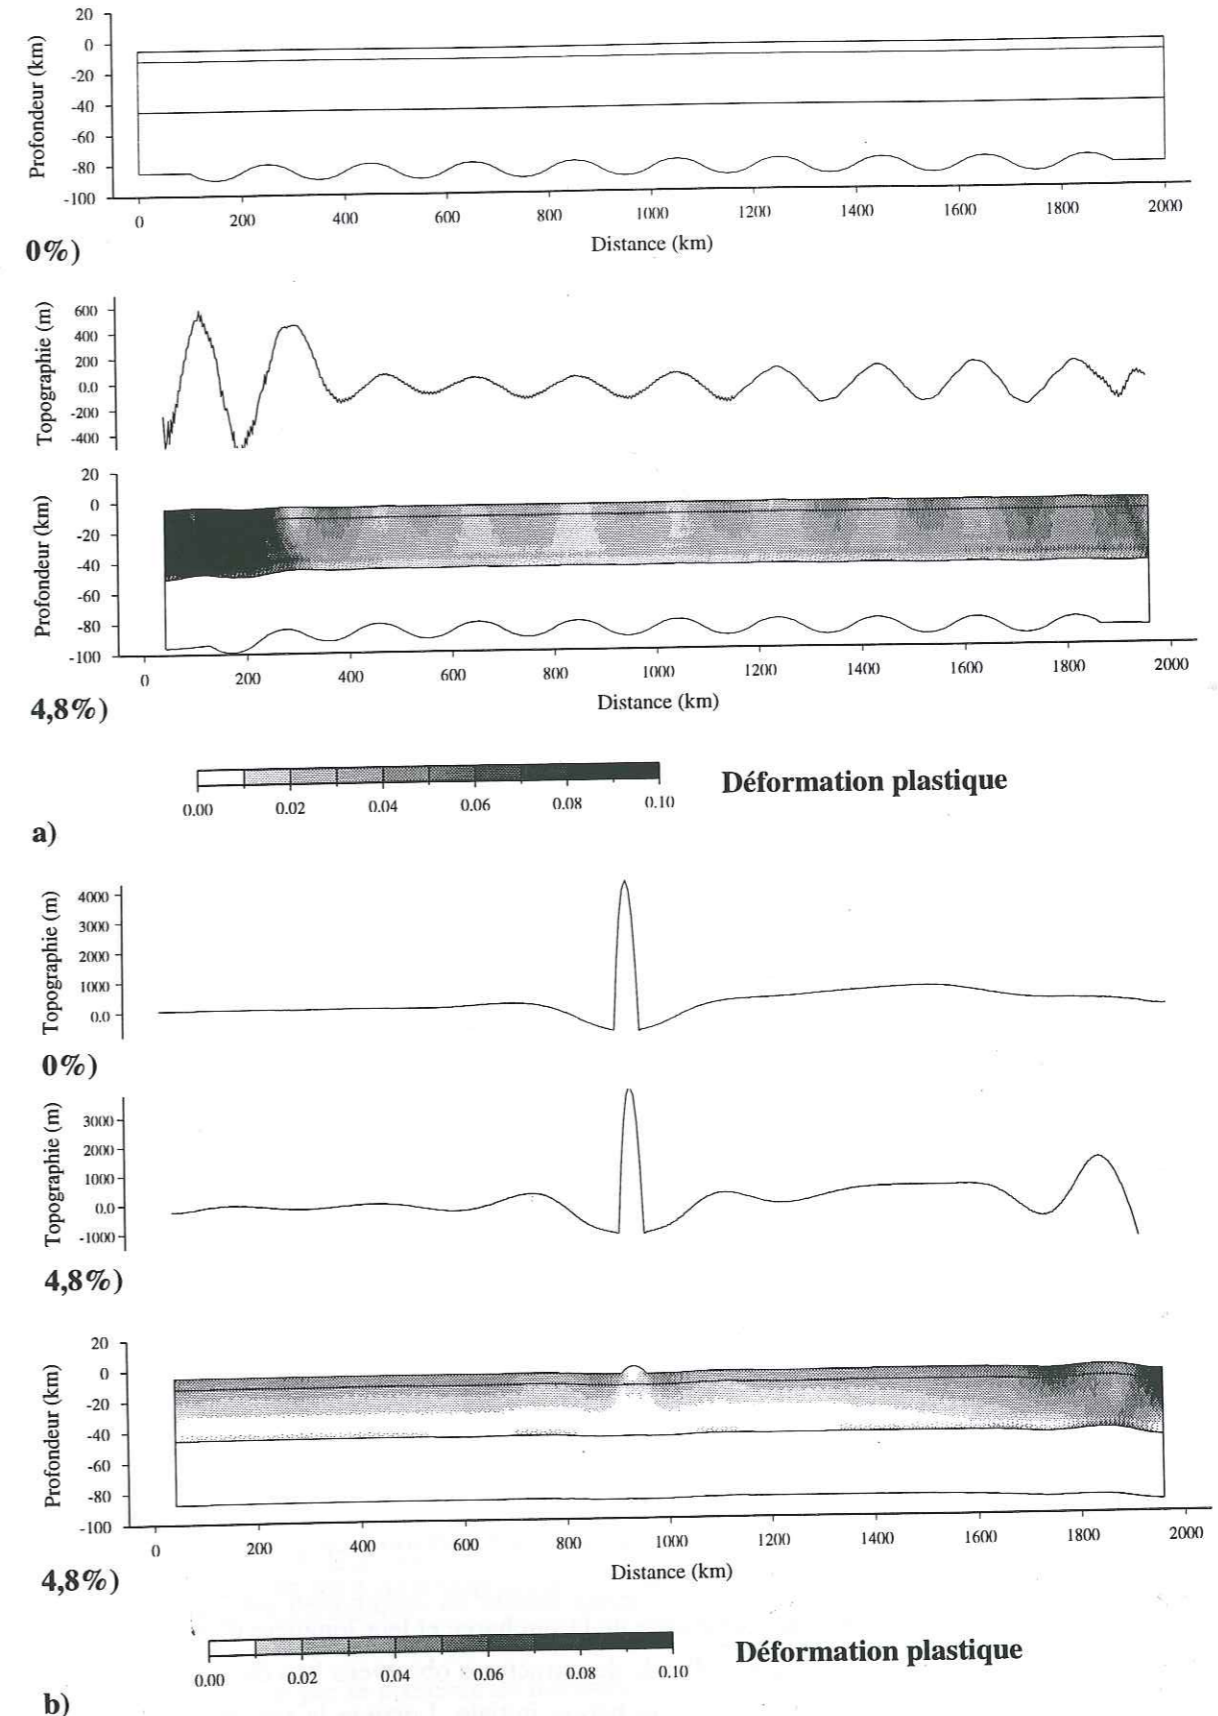 20
0
-20
-40
-60
-80
-100
Profondeur (km)
0 200 400 600 800 1000 1200 1400 1600 1800 2000
Distance (km)
0%)
600
400
200
0.0
-200
-400
Topographie (m)
20
0
-20
-40
-60
-80
-100
Profondeur (km)
0 200 400 600 800 1000 1200 1400 1600 1800 2000
Distance (km)
4,8%)
0.00 0.02 0.04 0.06 0.08 0.10
Déformation plastique
a)
4000
3000
2000
1000
0.0
Topographie (m)
0%)
3000
2000
1000
0.0
-1000
Topographie (m)
4,8%)
20
0
-20
-40
-60
-80
-100
Profondeur (km)
0 200 400 600 800 1000 1200 1400 1600 1800 2000
Distance (km)
4,8%)
0.00 0.02 0.04 0.06 0.08 0.10
Déformation plastique
b)